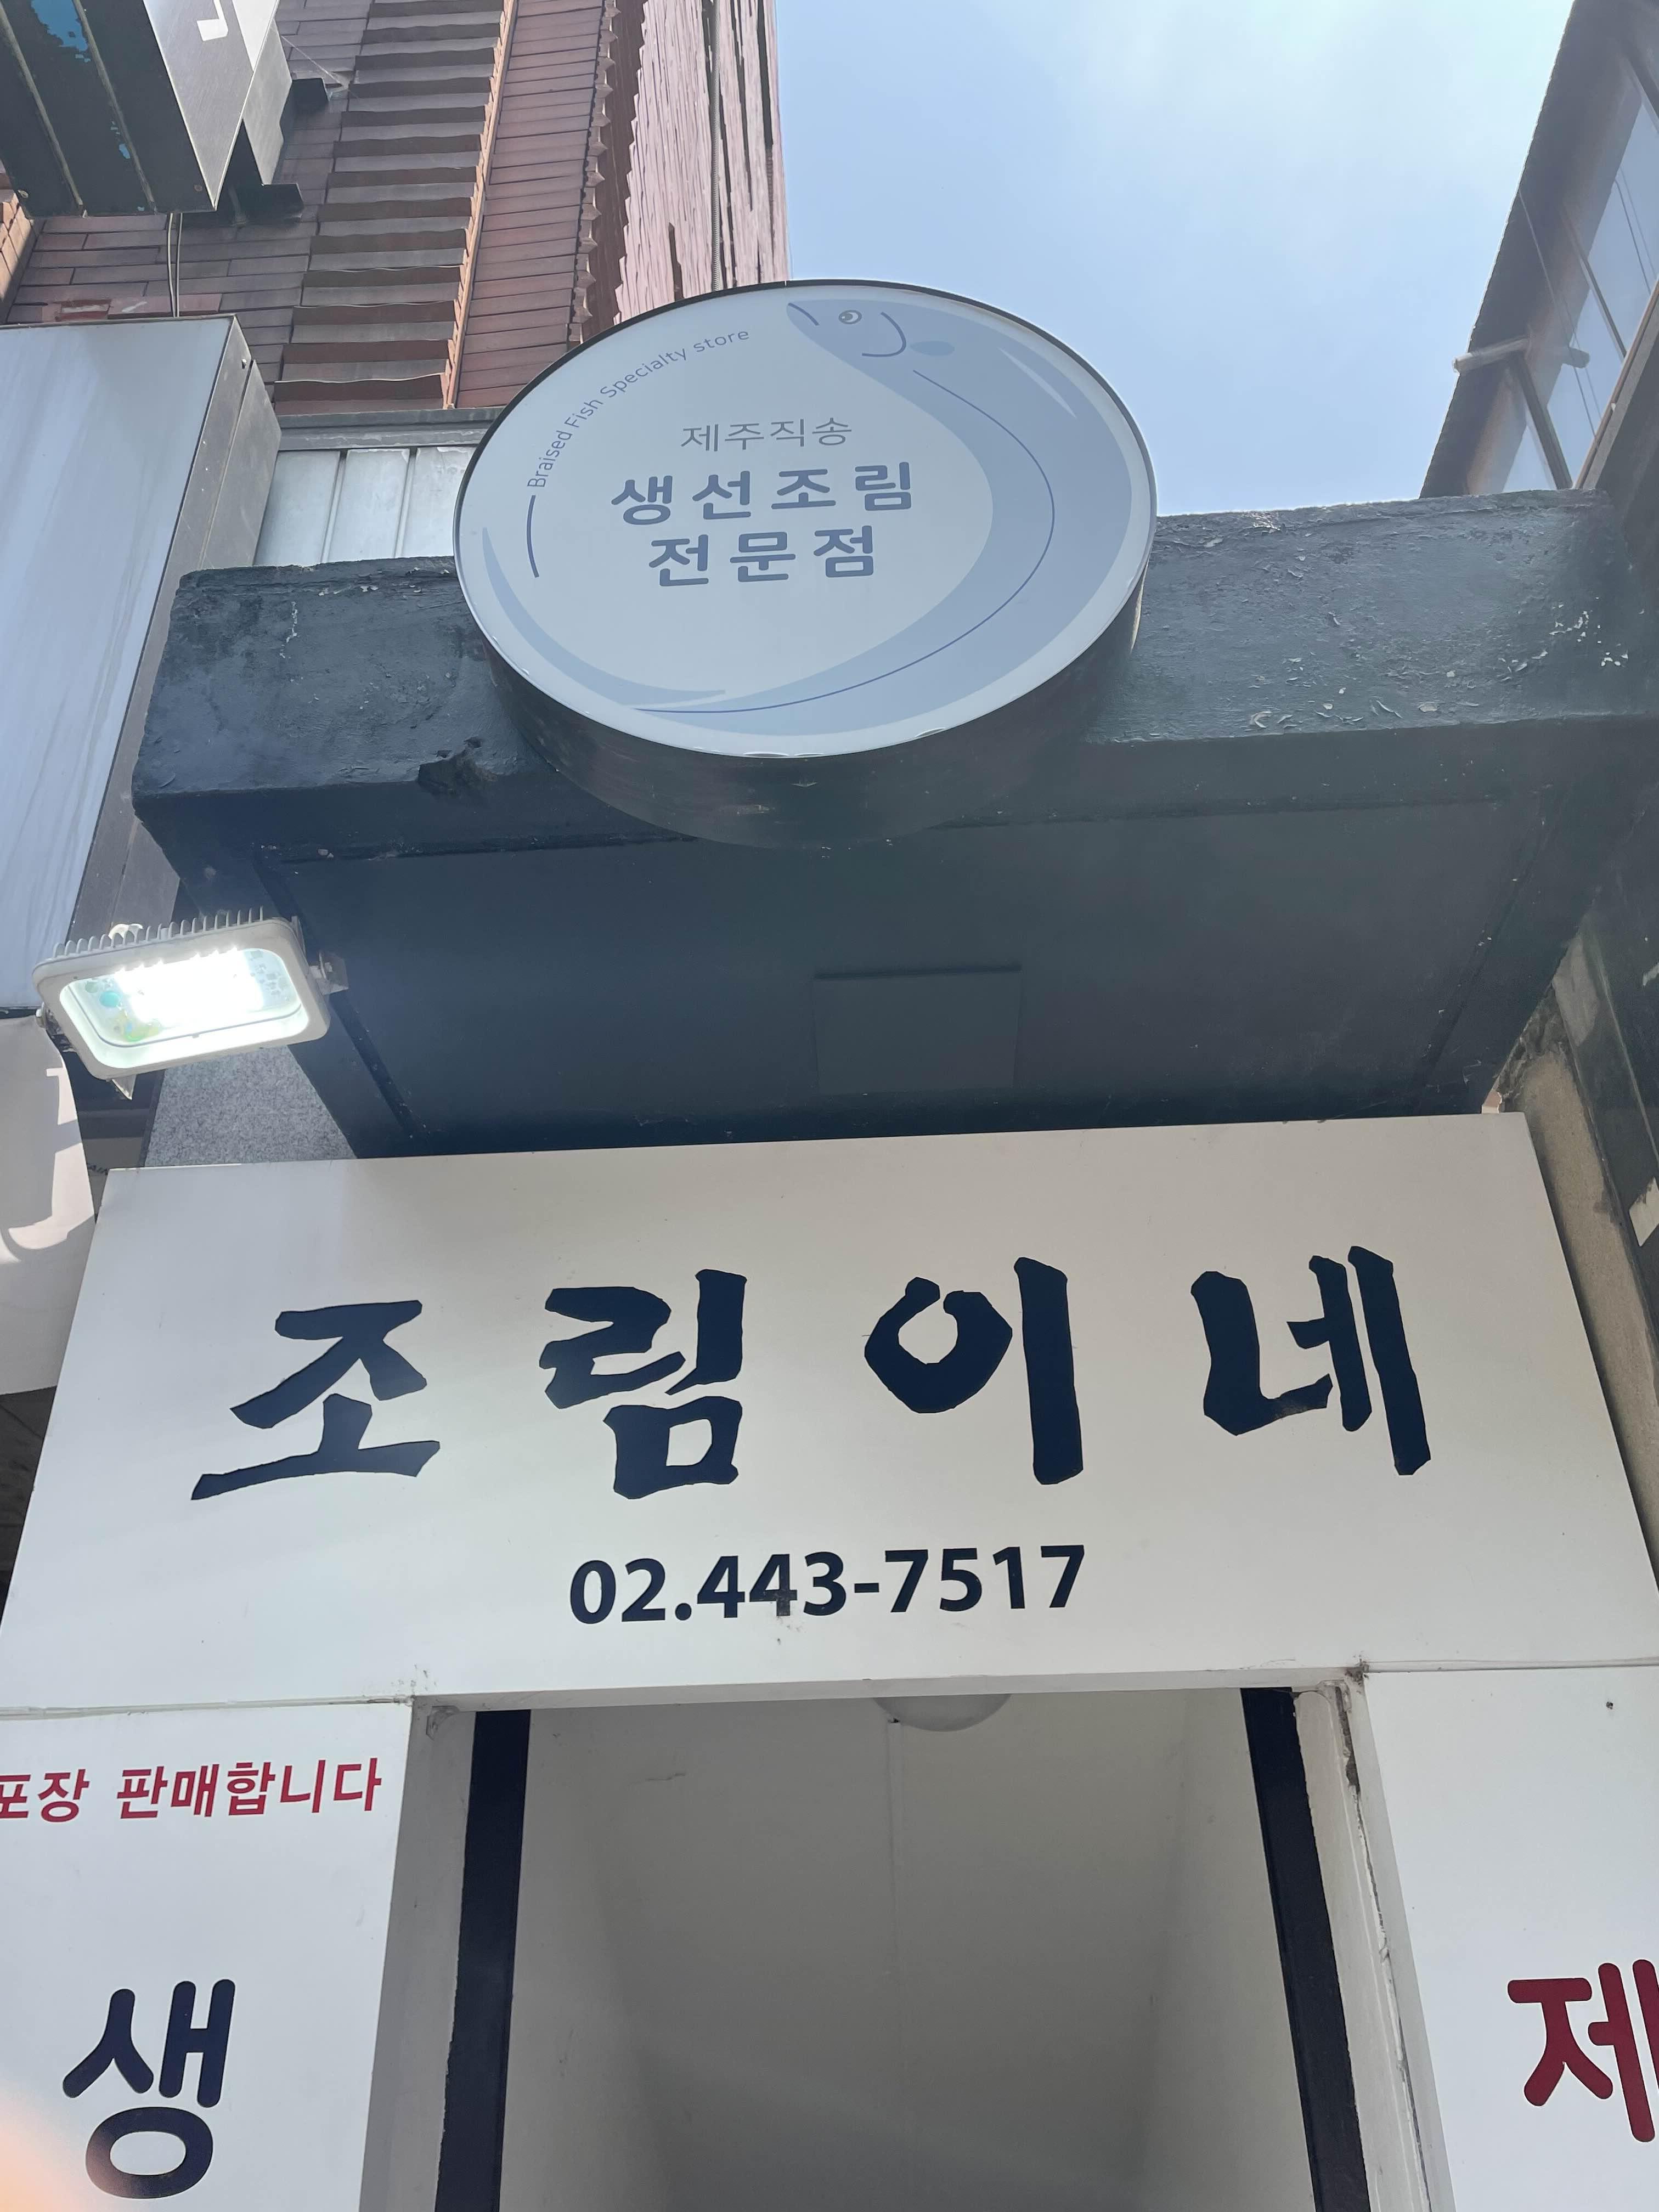 Braised Fish Specialty store
제주직송
생선조림
전문점
조림이네
02.443-7517
포장 판매합니다
생
제